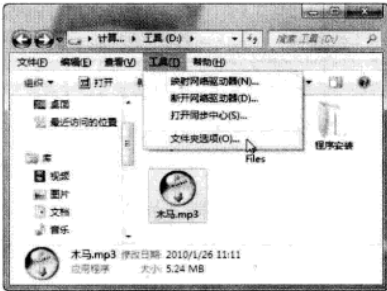 计算... ▸ 工具 (D:) ▸
搜索 工具 (D:)
文件(F) 编辑(E) 查看(V) 工具(T) 帮助(H)
组织 打开
映射网络驱动器(N)...
断开网络驱动器(D)...
打开同步中心(S)...
文件夹选项(O)...
桌面
最近访问的位置
库
视频
图片
文档
音乐
Files
程序安装
木马.mp3
木马.mp3 修改日期: 2010/1/26 11:11
应用程序 大小: 5.24 MB